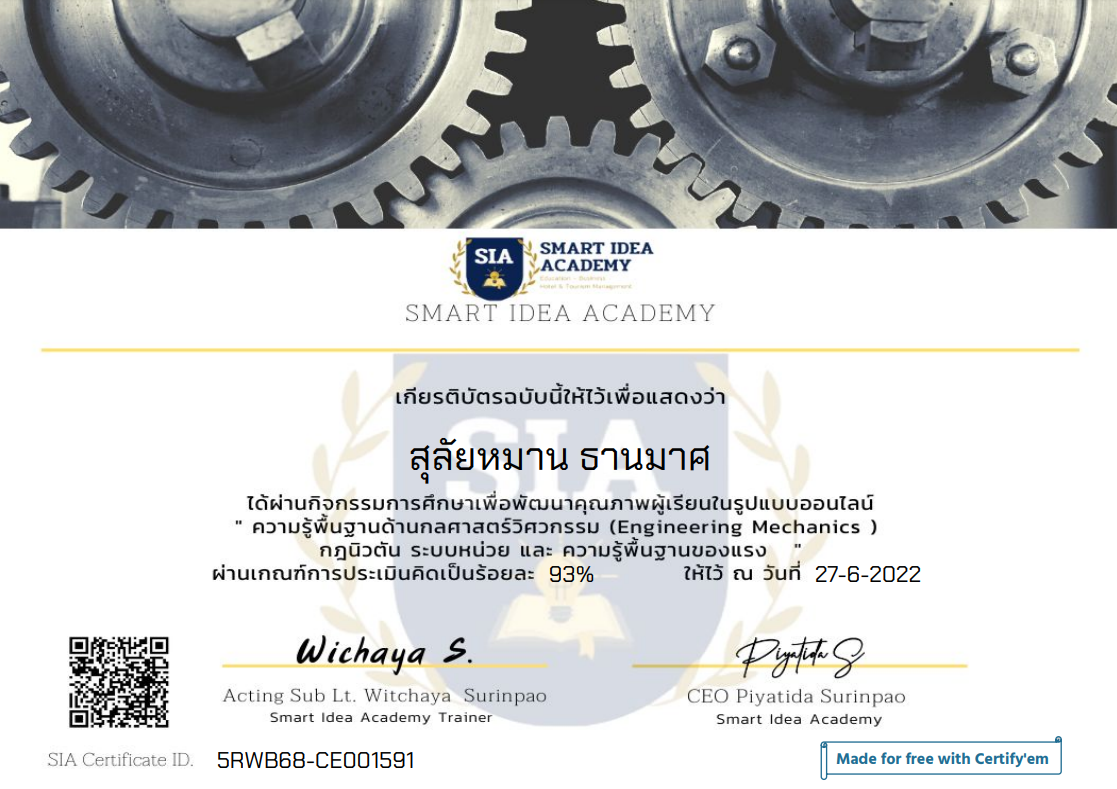 SIA
SMART IDEA
ACADEMY
Education - Business
Hotel & Tourism Management
SMART IDEA ACADEMY
SIA
เกียรติบัตรฉบับนี้ให้ไว้เพื่อแสดงว่า
สุลัยหมาน ธานมาศ
ได้ผ่านกิจกรรมการศึกษาเพื่อพัฒนาคุณภาพผู้เรียนในรูปแบบออนไลน์
" ความรู้พื้นฐานด้านกลศาสตร์วิศวกรรม (Engineering Mechanics )
กฎนิวตัน ระบบหน่วย และ ความรู้พื้นฐานของแรง "
ผ่านเกณฑ์การประเมินคิดเป็นร้อยละ 93% ให้ไว้ ณ วันที่ 27-6-2022
Wichaya S.
Piyatida S
Acting Sub Lt. Witchaya Surinpao
CEO Piyatida Surinpao
Smart Idea Academy Trainer
Smart Idea Academy
SIA Certificate ID. 5RWB68-CE001591
Made for free with Certify'em